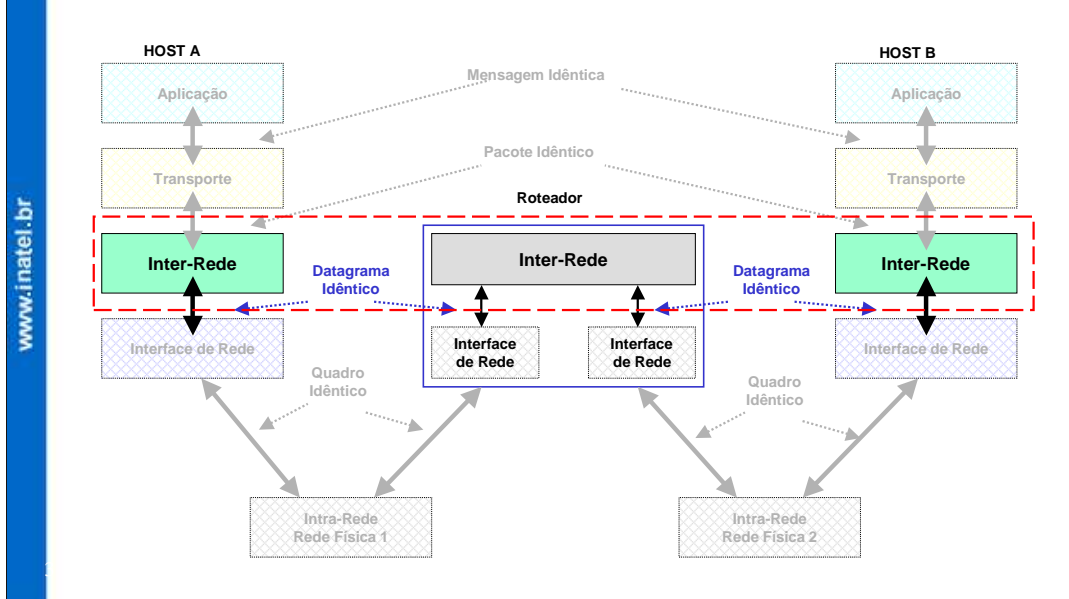 www.inatel.br
HOST A
HOST B
Aplicação
Mensagem Idêntica
Aplicação
Transporte
Pacote Idêntico
Transporte
Roteador
Inter-Rede
Datagrama
Idêntico
Inter-Rede
Datagrama
Idêntico
Inter-Rede
Interface de Rede
Interface
de Rede
Interface
de Rede
Interface de Rede
Quadro
Idêntico
Quadro
Idêntico
Intra-Rede
Rede Física 1
Intra-Rede
Rede Física 2